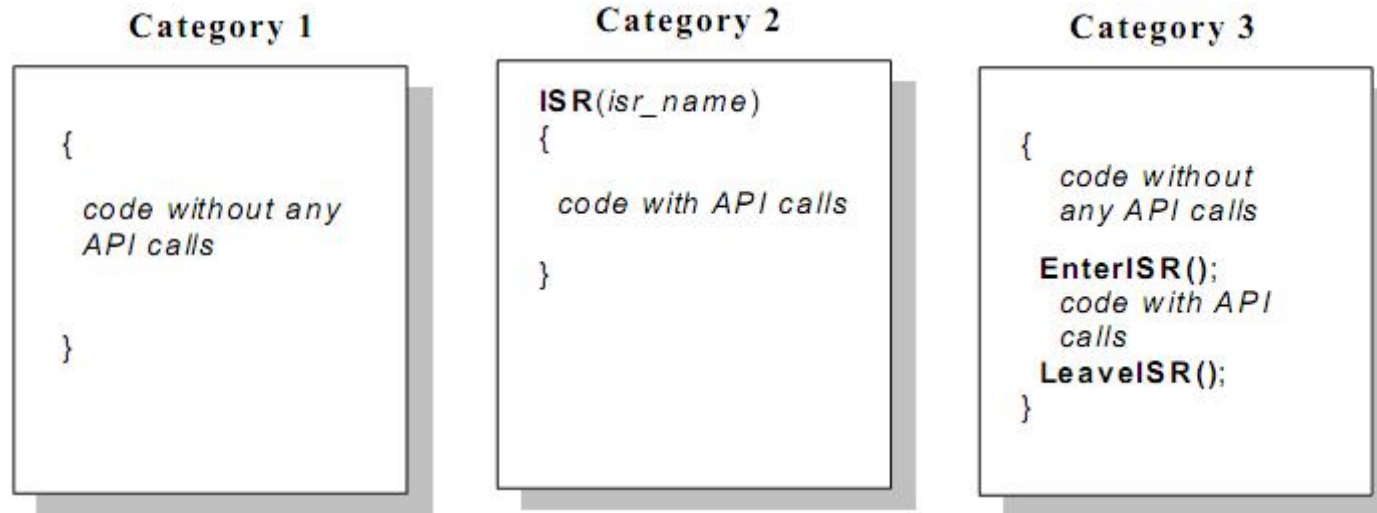 Category 1
{
code without any
API calls
}
Category 2
ISR(isr_name)
{
code with API calls
}
Category 3
{
code without
any API calls
EnterISR();
code with API
calls
LeaveISR();
}